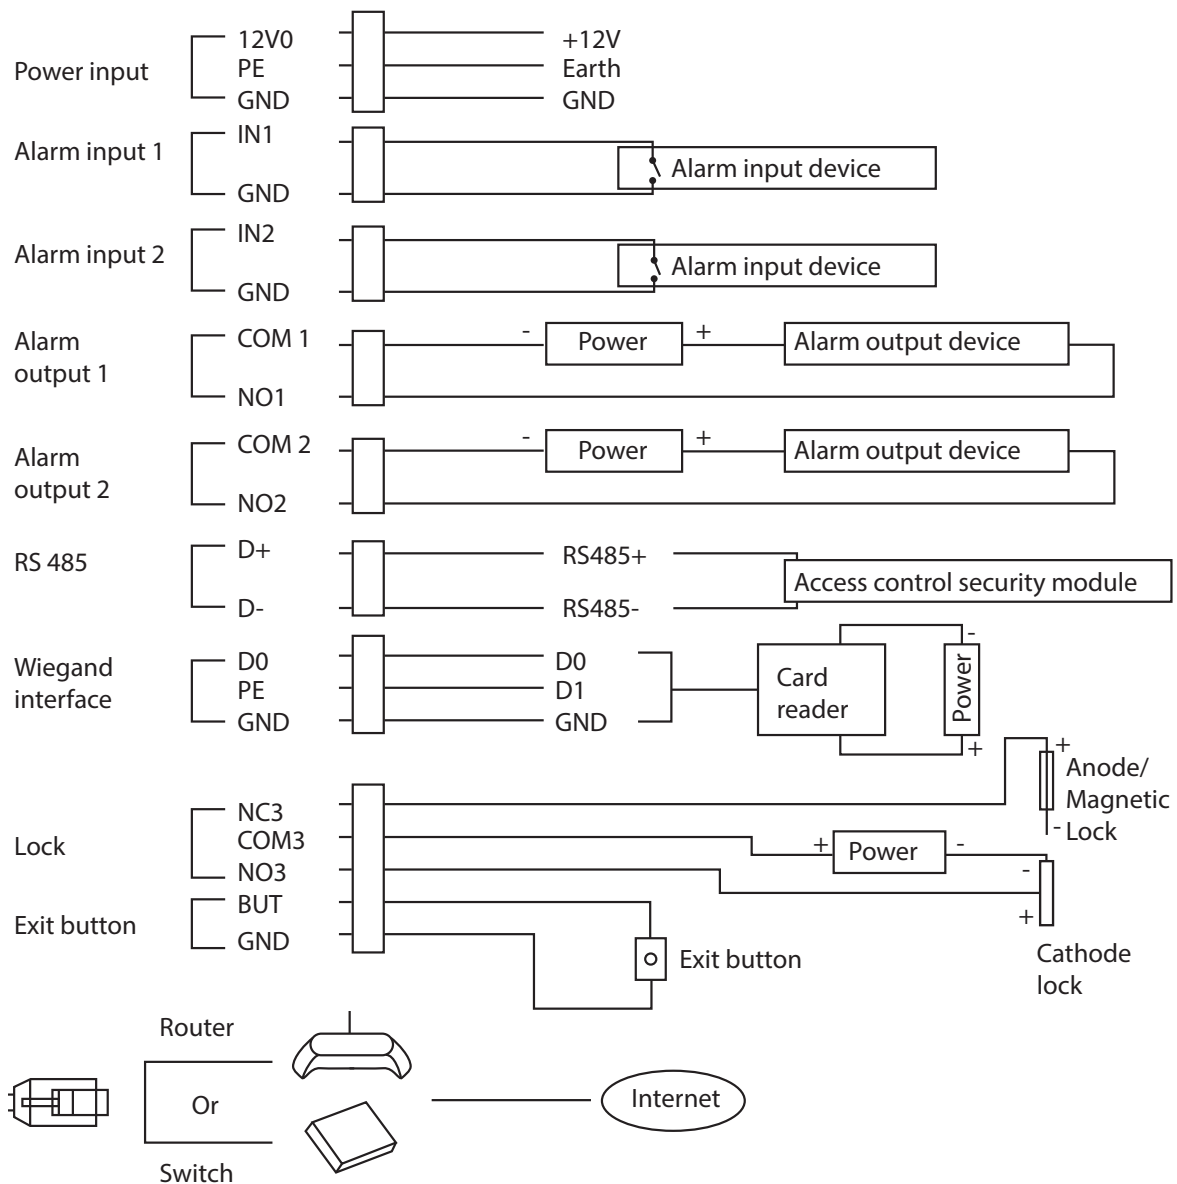 12V0 +12V
Power input PE Earth
GND GND
IN1
Alarm input 1 Alarm input device
GND
IN2
Alarm input 2 Alarm input device
GND
Alarm output 1 COM 1 - Power + Alarm output device
NO1
Alarm output 2 COM 2 - Power + Alarm output device
NO2
RS 485 D+ RS485+
Access control security module
D- RS485-
Wiegand interface D0 D0
PE D1
GND GND
Card
reader
-
Power
+
+
Anode/
Magnetic
- Lock
NC3
Lock COM3
NO3
+ Power -
-
+
Cathode
lock
BUT
Exit button
GND
Exit button
Router
Or
Switch
Internet